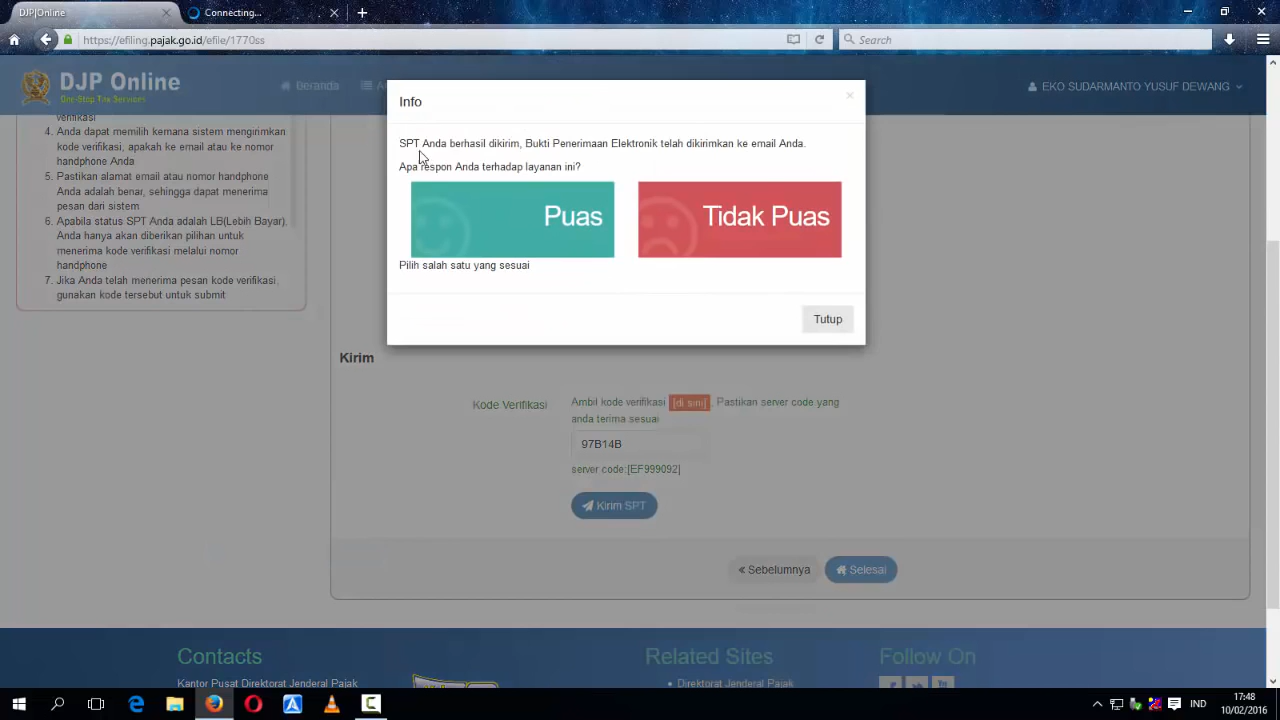 DJP|Online
Connecting...
https://efiling.pajak.go.id/efile/1770ss
Search
DJP Online
One-Stop Tax Services
Beranda
EKO SUDARMANTO YUSUF DEWANG
verifikasi
4. Anda dapat memilih kemana sistem mengirimkan
kode verifikasi, apakah ke email atau ke nomor
handphone Anda
5. Pastikan alamat email atau nomor handphone
Anda adalah benar, sehingga dapat menerima
pesan dari sistem
6. Apabila status SPT Anda adalah LB(Lebih Bayar),
Anda hanya akan diberikan pilihan untuk
menerima kode verifikasi melalui nomor
handphone
7. Jika Anda telah menerima pesan kode verifikasi,
gunakan kode tersebut untuk submit
Info
×
SPT Anda berhasil dikirim, Bukti Penerimaan Elektronik telah dikirimkan ke email Anda.
Apa respon Anda terhadap layanan ini?
Puas
Tidak Puas
Pilih salah satu yang sesuai
Tutup
Kirim
Kode Verifikasi
Ambil kode verifikasi [di sini]. Pastikan server code yang
anda terima sesuai
97B14B
server code:[EF999092]
Kirim SPT
« Sebelumnya
Selesai
Contacts
Kantor Pusat Direktorat Jenderal Pajak
Related Sites
• Direktorat Jenderal Pajak
Follow On
IND
17:48
10/02/2016